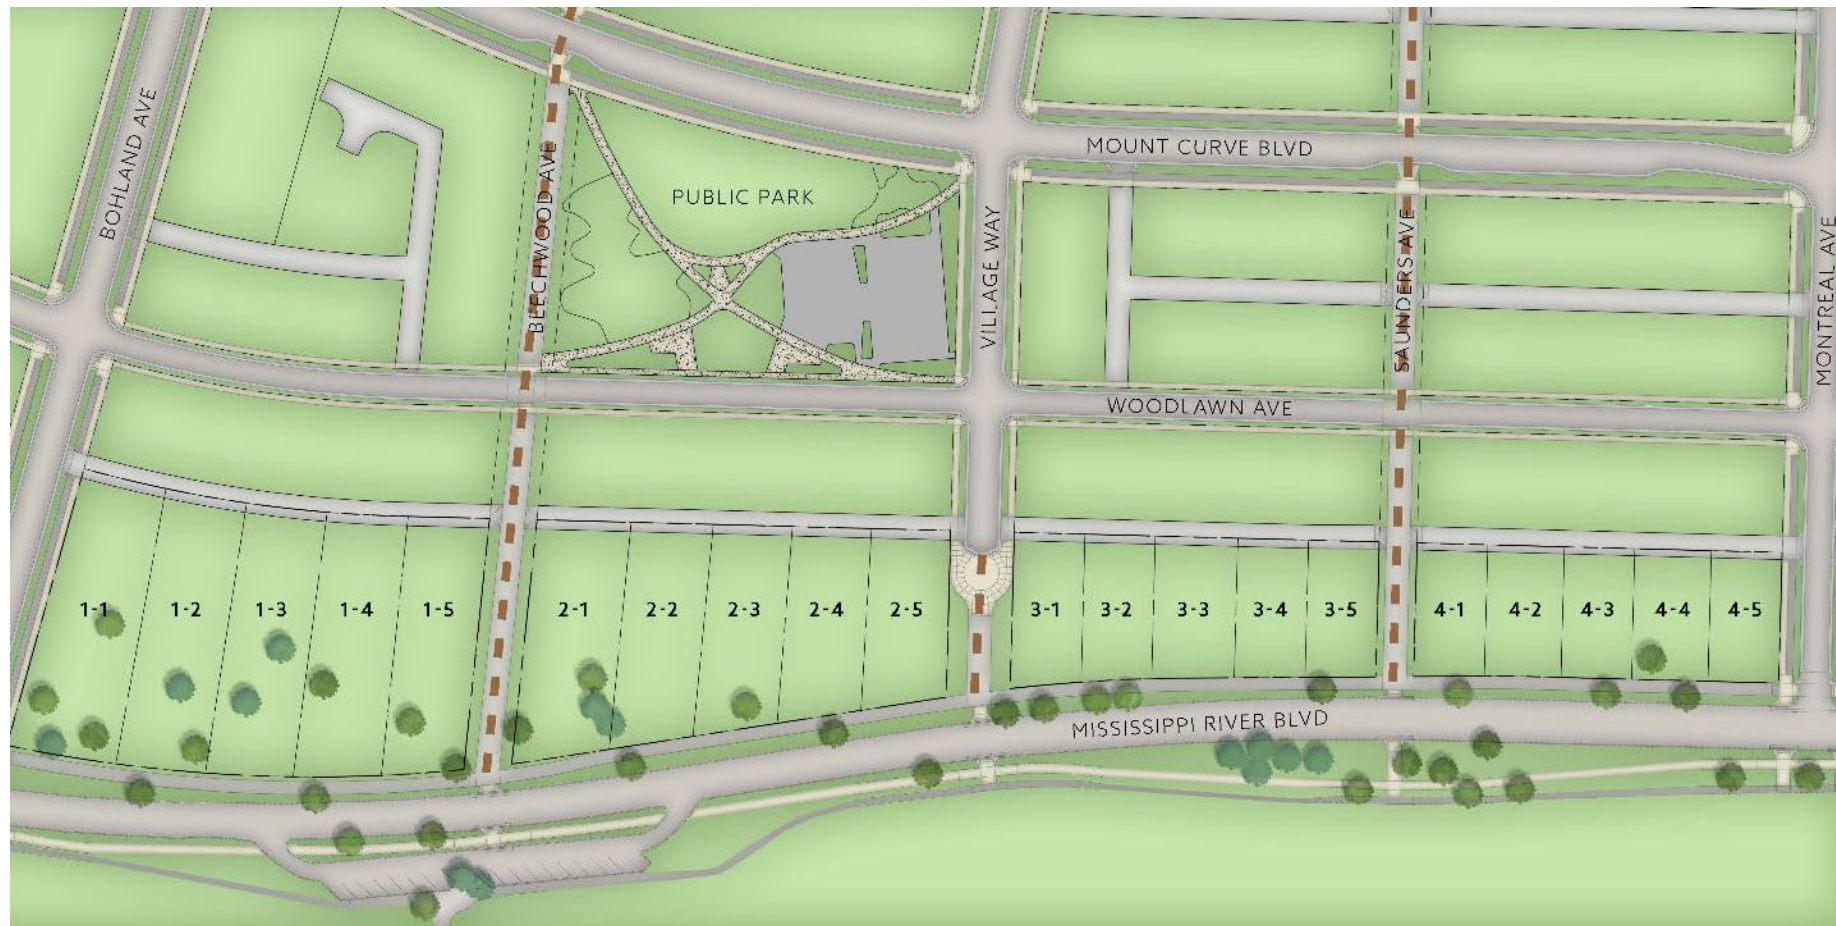 BOHLAND AVE
BEECHWOOD AVE
PUBLIC PARK
VILLAGE WAY
MOUNT CURVE BLVD
SAUNDERS AVE
MONTREAL AVE
WOODLAWN AVE
1-1
1-2
1-3
1-4
1-5
2-1
2-2
2-3
2-4
2-5
3-1
3-2
3-3
3-4
3-5
4-1
4-2
4-3
4-4
4-5
MISSISSIPPI RIVER BLVD